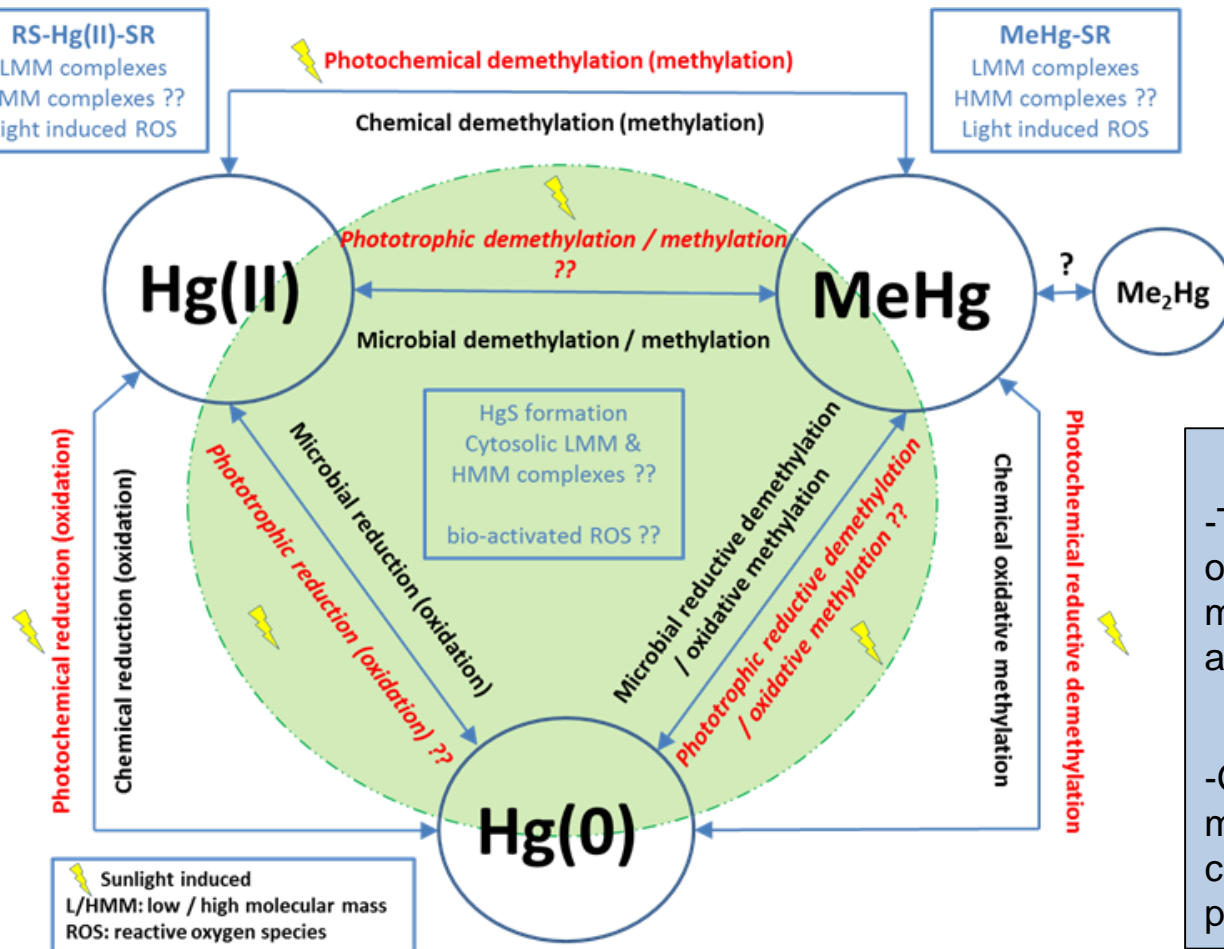 RS-Hg(II)-SR
LMM complexes
MM complexes ??
ight induced ROS
Photochemical demethylation (methylation)
Chemical demethylation (methylation)
MeHg-SR
LMM complexes
HMM complexes ??
Light induced ROS
Hg(II)
Phototrophic demethylation / methylation
??
Microbial demethylation / methylation
MeHg
?
Me₂Hg
HgS formation
Cytosolic LMM &
HMM complexes ??
bio-activated ROS ??
Photochemical reduction (oxidation)
Chemical reduction (oxidation)
Phototrophic reduction (oxidation) ??
Microbial reduction (oxidation)
Microbial reductive demethylation
/ oxidative methylation
Phototrophic reductive demethylation
/ oxidative methylation ??
Chemical oxidative methylation
Photochemical reductive demethylation
Hg(0)
Sunlight induced
L/HMM: low / high molecular mass
ROS: reactive oxygen species